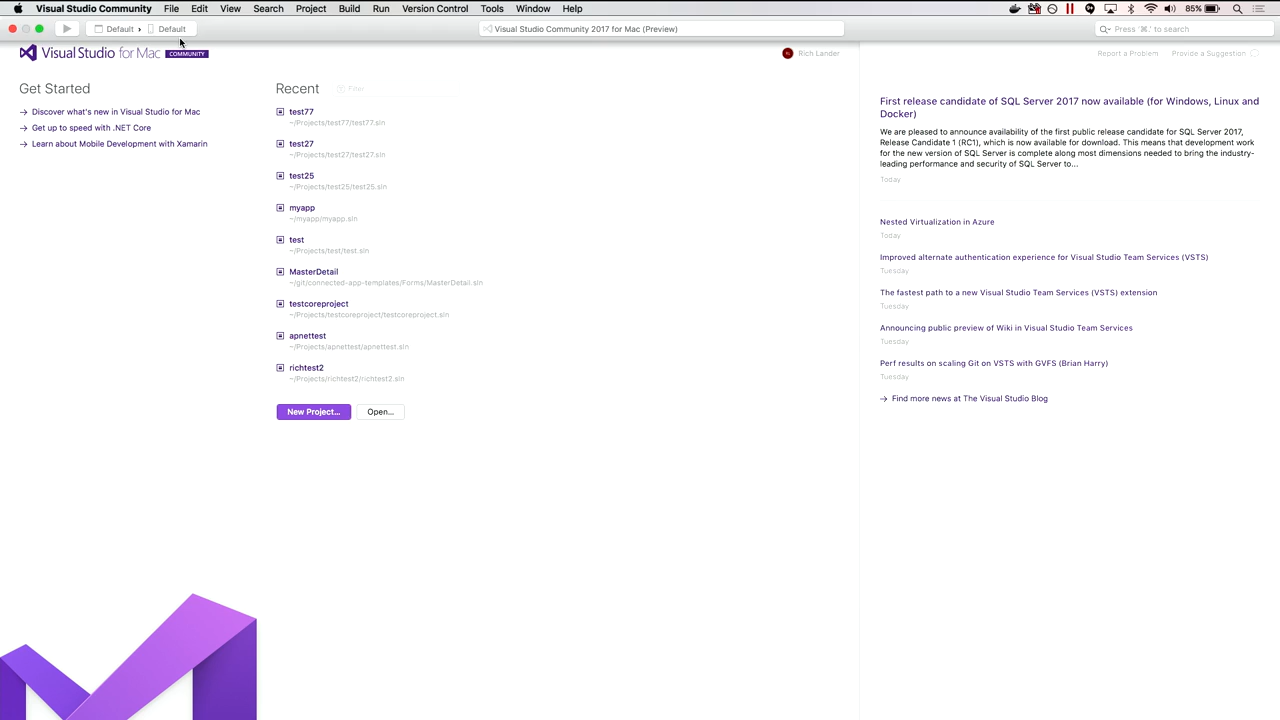 Visual Studio Community File Edit View Search Project Build Run Version Control Tools Window Help 85%
Default › Default
Visual Studio Community 2017 for Mac (Preview)
Press '⌘.' to search
Visual Studio for Mac COMMUNITY
Rich Lander
Report a Problem
Provide a Suggestion
Get Started
Discover what's new in Visual Studio for Mac
Get up to speed with .NET Core
Learn about Mobile Development with Xamarin
Recent
Filter
test77
~/Projects/test77/test77.sln
test27
~/Projects/test27/test27.sln
test25
~/Projects/test25/test25.sln
myapp
~/myapp/myapp.sln
test
~/Projects/test/test.sln
MasterDetail
~/git/connected-app-templates/Forms/MasterDetail.sln
testcoreproject
~/Projects/testcoreproject/testcoreproject.sln
apnettest
~/Projects/apnettest/apnettest.sln
richtest2
~/Projects/richtest2/richtest2.sln
New Project...
Open...
First release candidate of SQL Server 2017 now available (for Windows, Linux and
Docker)
We are pleased to announce availability of the first public release candidate for SQL Server 2017,
Release Candidate 1 (RC1), which is now available for download. This means that development work
for the new version of SQL Server is complete along most dimensions needed to bring the industry-
leading performance and security of SQL Server to...
Today
Nested Virtualization in Azure
Today
Improved alternate authentication experience for Visual Studio Team Services (VSTS)
Tuesday
The fastest path to a new Visual Studio Team Services (VSTS) extension
Tuesday
Announcing public preview of Wiki in Visual Studio Team Services
Tuesday
Perf results on scaling Git on VSTS with GVFS (Brian Harry)
Tuesday
Find more news at The Visual Studio Blog